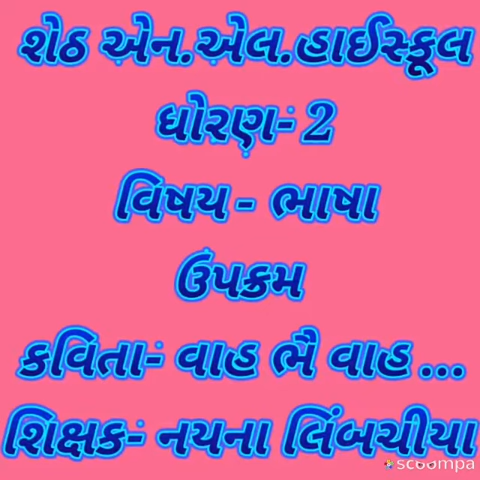 શેઠ એન.એલ.હાઈસ્કૂલ
ધોરણ- 2
વિષય - ભાષા
ઉપક્રમ
કવિતા- વાહ ભૈ વાહ ...
શિક્ષક- નયના લિંબચીયા
scoompa